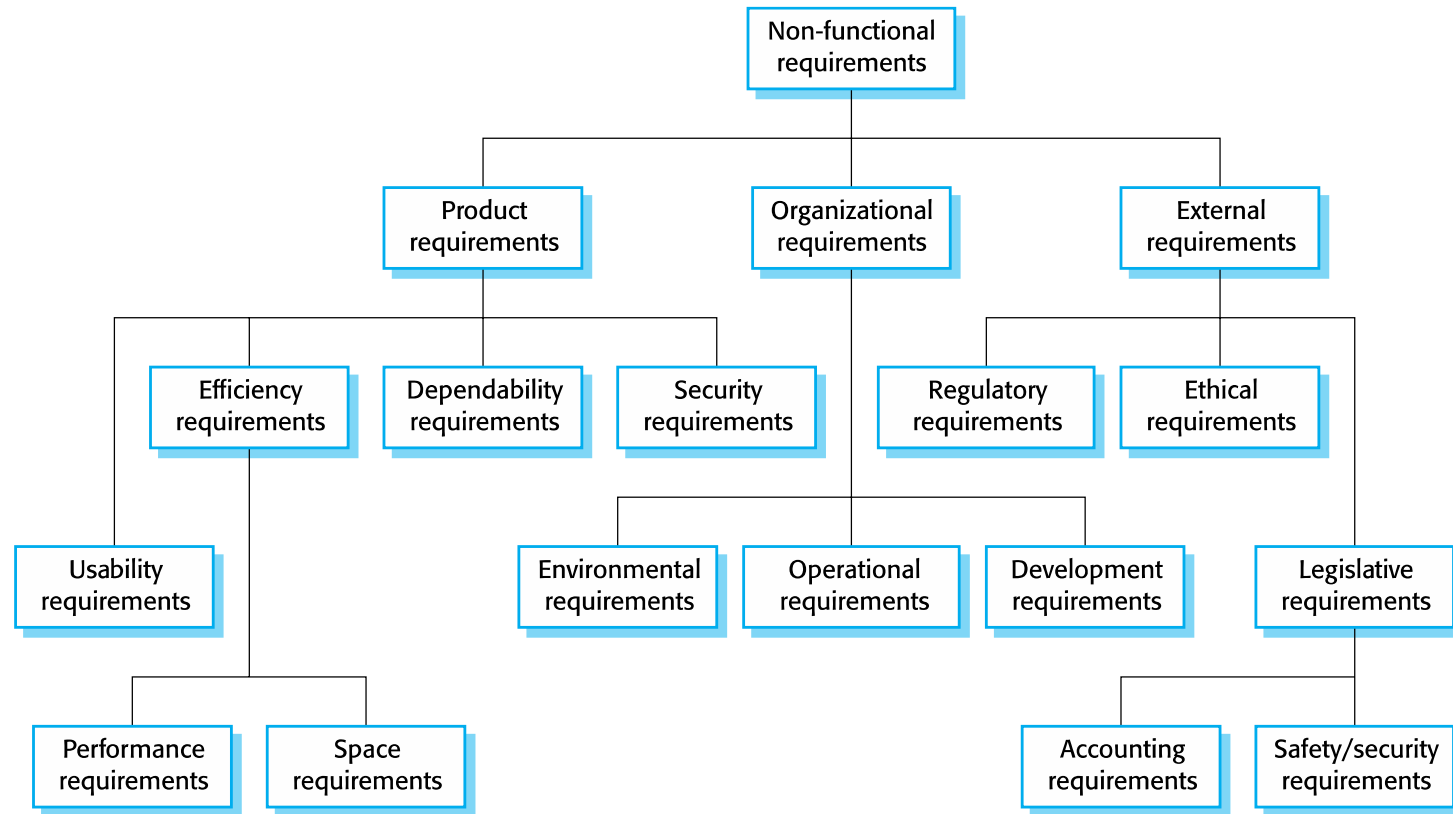 Non-functional
requirements
Product
requirements
Organizational
requirements
External
requirements
Efficiency
requirements
Dependability
requirements
Security
requirements
Regulatory
requirements
Ethical
requirements
Usability
requirements
Environmental
requirements
Operational
requirements
Development
requirements
Legislative
requirements
Performance
requirements
Space
requirements
Accounting
requirements
Safety/security
requirements